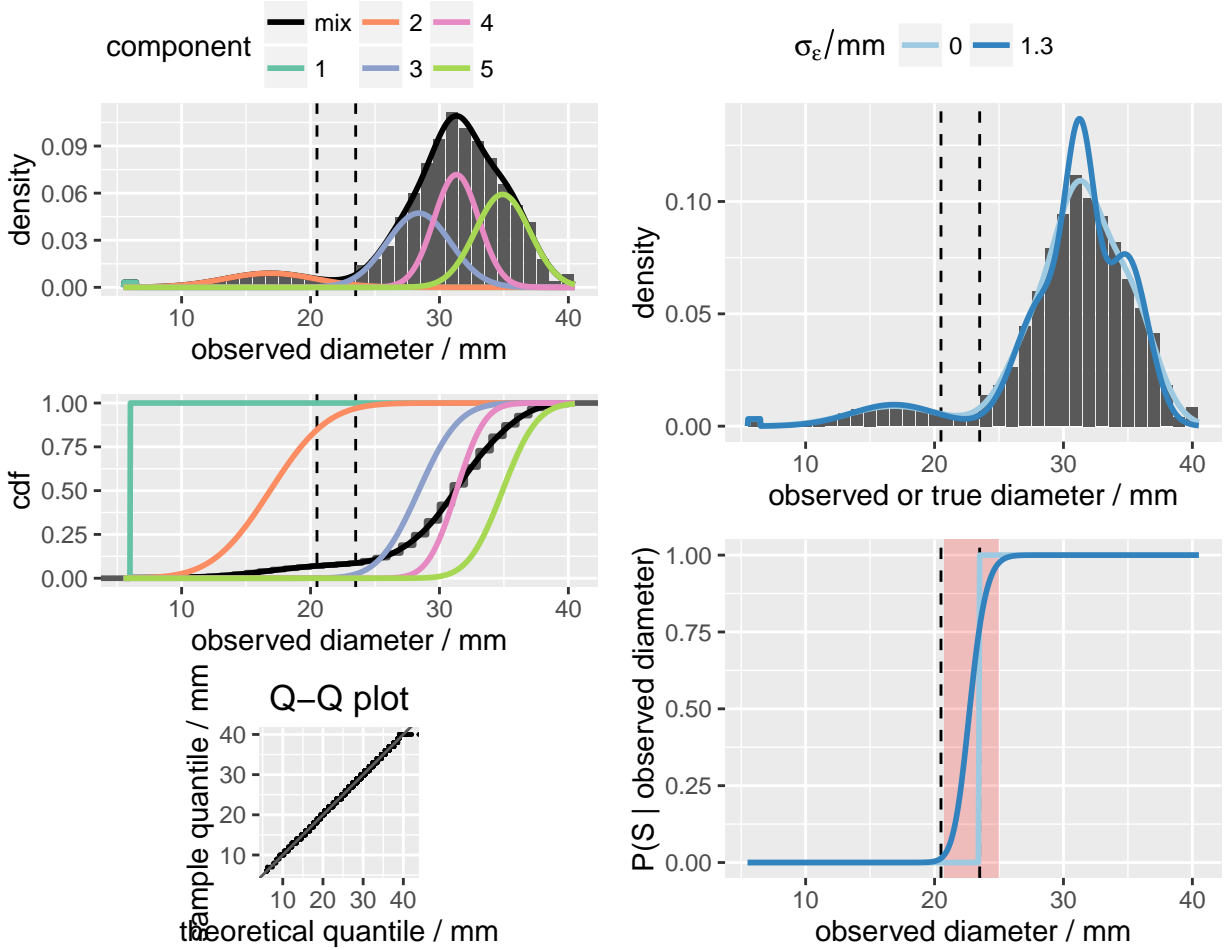 component
mix 2 4
1 3 5
density
0.09
0.06
0.03
0.00
10 20 30 40
observed diameter / mm
cdf
1.00
0.75
0.50
0.25
0.00
10 20 30 40
observed diameter / mm
Q−Q plot
sample quantile / mm
40
30
20
10
10 20 30 40
theoretical quantile / mm
σε/mm 0 1.3
density
0.10
0.05
0.00
10 20 30 40
observed or true diameter / mm
P(S | observed diameter)
1.00
0.75
0.50
0.25
0.00
10 20 30 40
observed diameter / mm